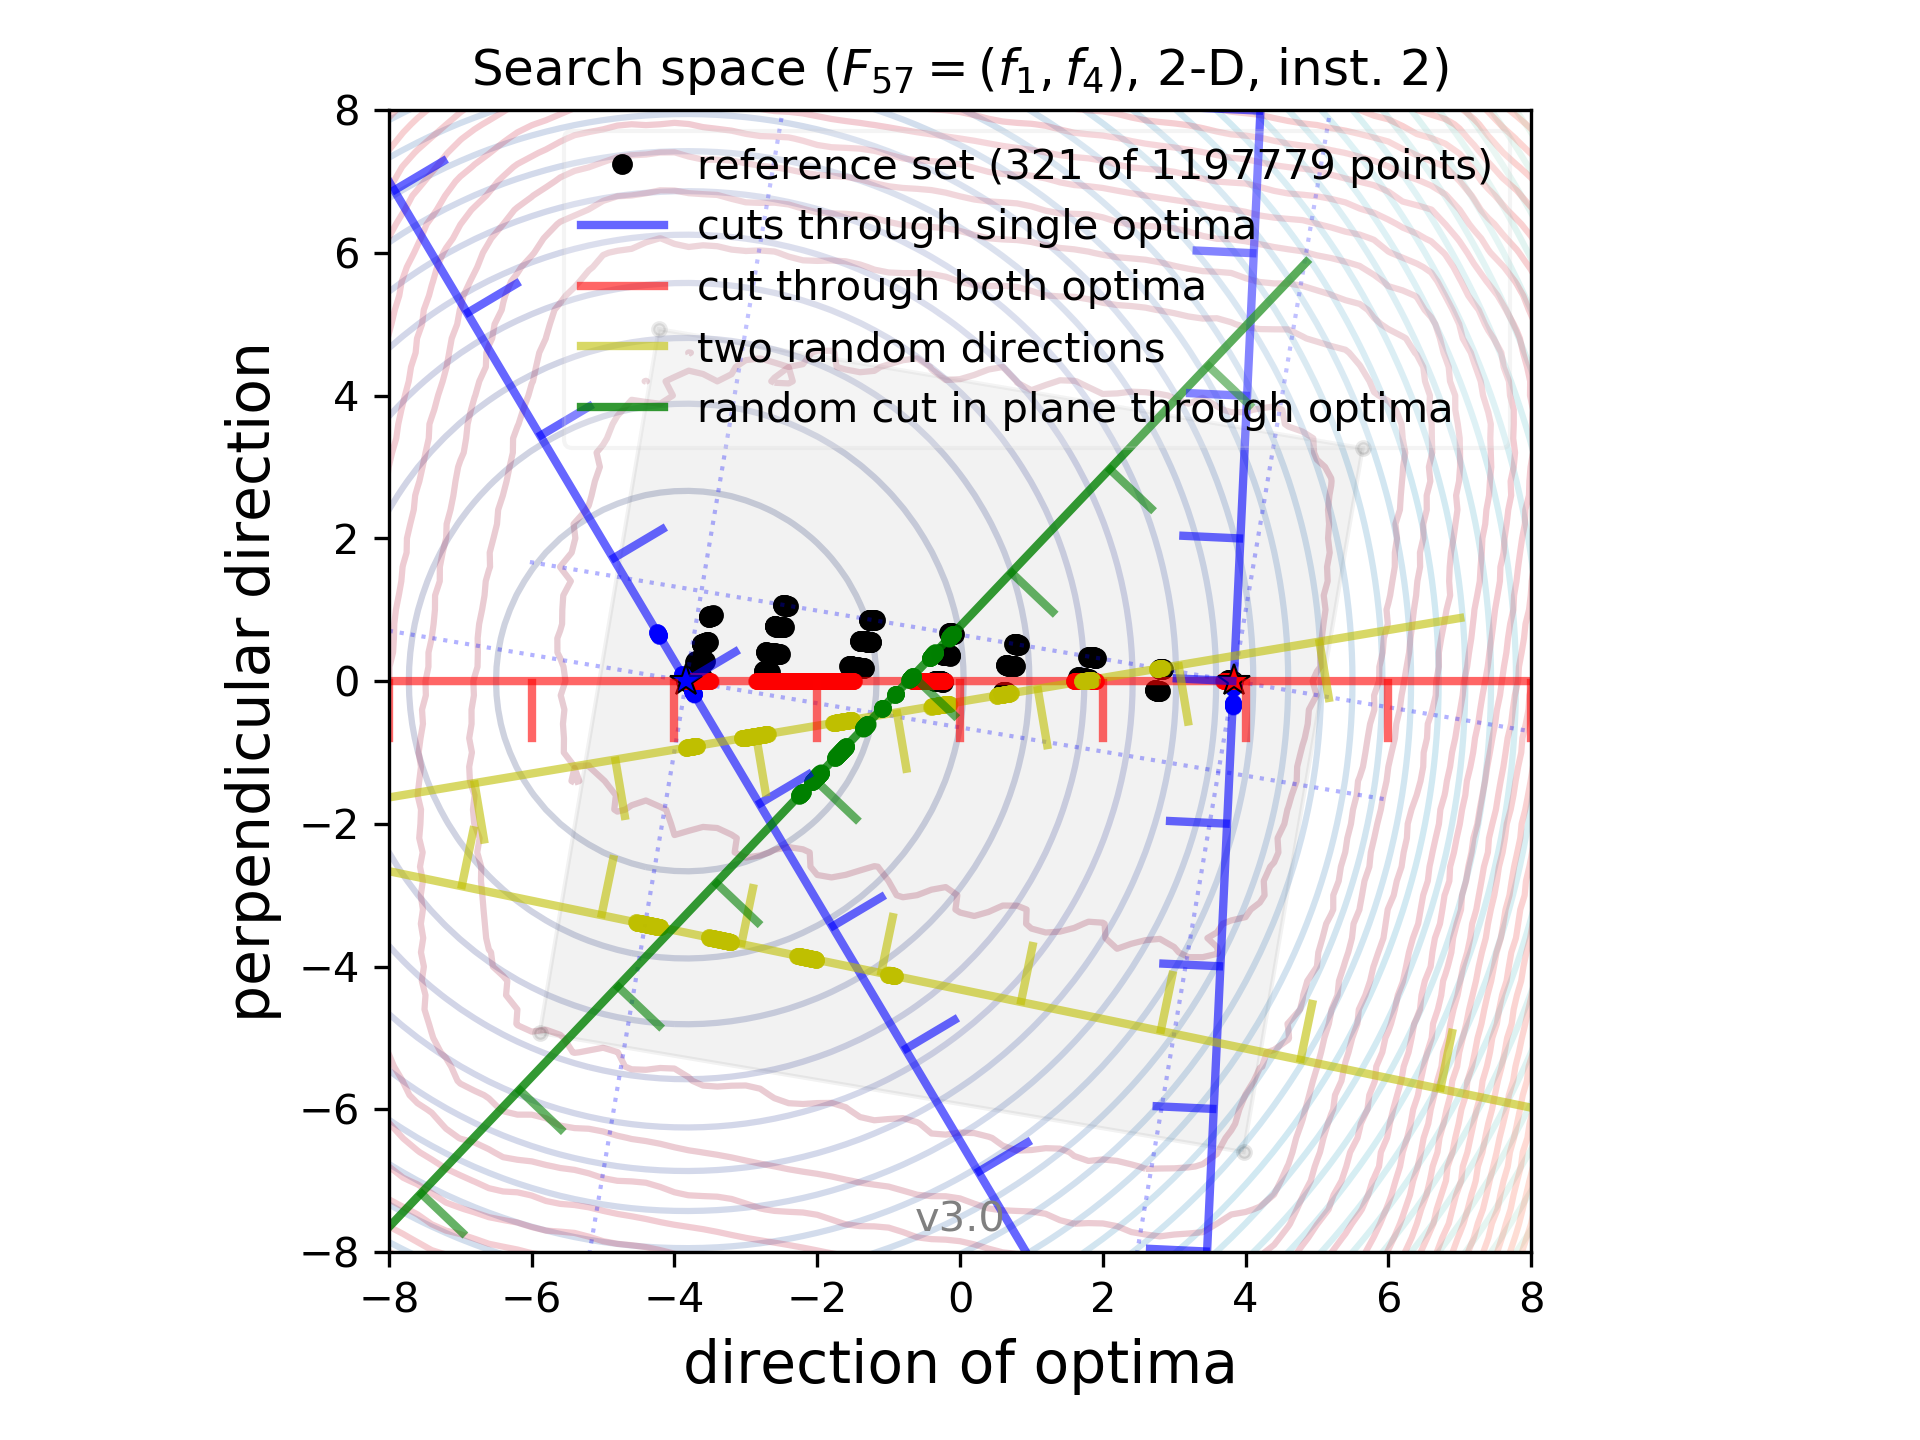 Search space (F57 = (f1, f4), 2-D, inst. 2)
reference set (321 of 1197779 points)
cuts through single optima
cut through both optima
two random directions
random cut in plane through optima
8
6
4
2
0
−2
−4
−6
−8
perpendicular direction
v3.0
−8 −6 −4 −2 0 2 4 6 8
direction of optima